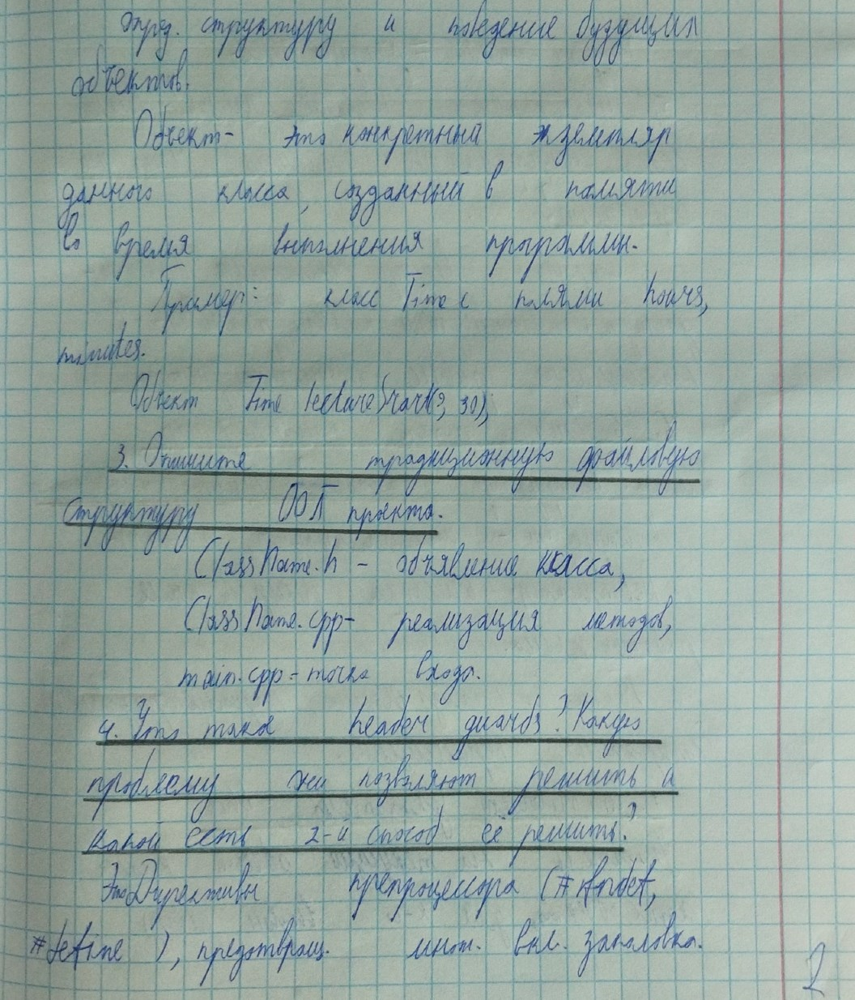 опред. структуру и поведение будущих
объектов.
Объект - это конкретный экземпляр
данного класса, созданный в памяти
во время выполнения программы.
Пример: класс Time с полями hours,
minutes.
Объект Time lectureStart(9, 30);
3. Опишите традиционную файловую
структуру ООП проекта.
ClassName.h - объявление класса,
ClassName.cpp - реализация методов,
main.cpp - точка входа.
4. Что такое header guards? Какую
проблему они позволяют решить и
какой есть 2-й способ её решить?
Это Директивы препроцессора (#ifndef,
#define ), предотвращ. множ. вкл. заголовка.
2